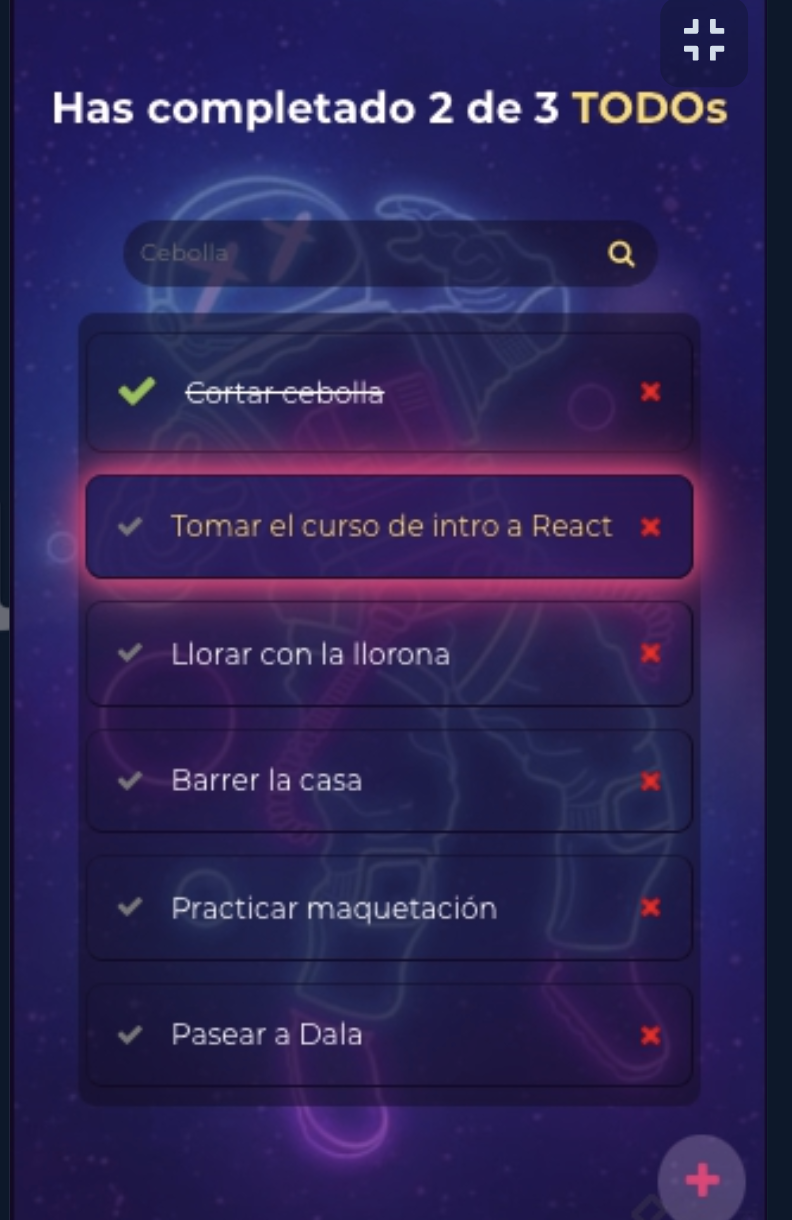 Has completado 2 de 3 TODOs
Cebolla
Cortar cebolla
Tomar el curso de intro a React
Llorar con la llorona
Barrer la casa
Practicar maquetación
Pasear a Dala